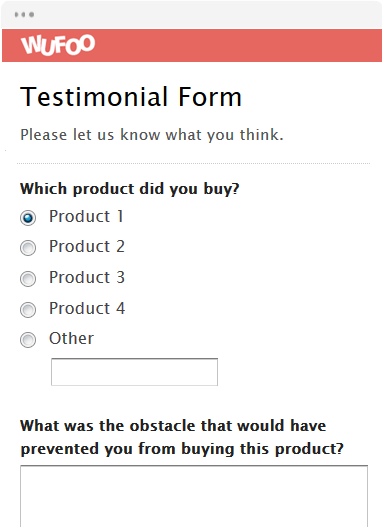 WUFOO
Testimonial Form
Please let us know what you think.
Which product did you buy?
Product 1
Product 2
Product 3
Product 4
Other
What was the obstacle that would have
prevented you from buying this product?